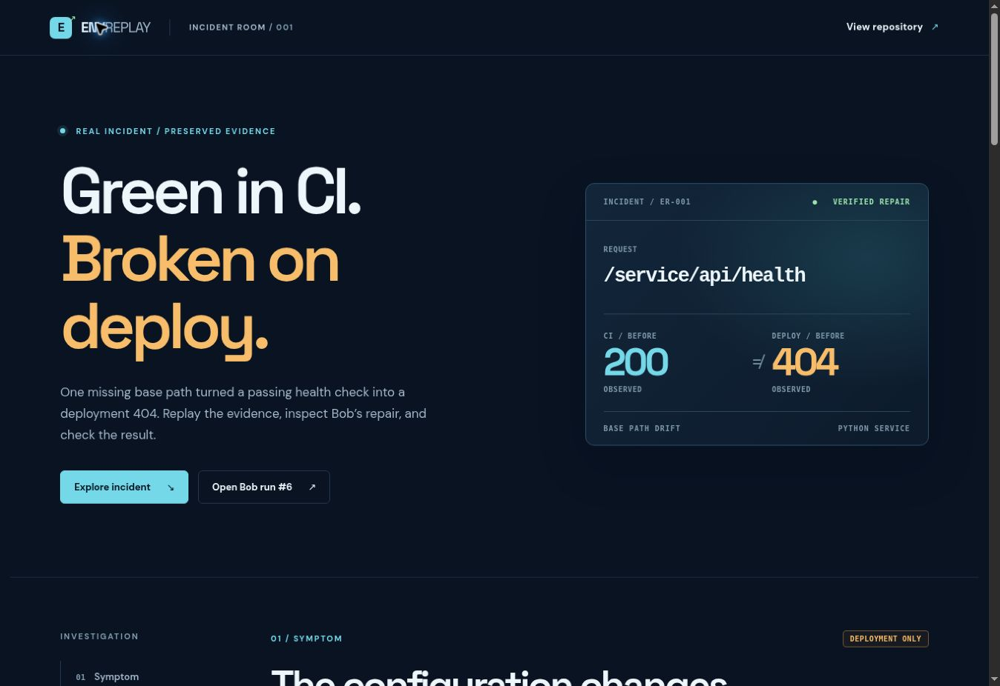 E
REPLAY
INCIDENT ROOM / 001
View repository ↗
REAL INCIDENT / PRESERVED EVIDENCE
Green in CI.
Broken on
deploy.
One missing base path turned a passing health check into a
deployment 404. Replay the evidence, inspect Bob's repair, and
check the result.
Explore incident ↘
Open Bob run #6 ↗
INCIDENT / ER-001
VERIFIED REPAIR
REQUEST
/service/api/health
CI / BEFORE
200
OBSERVED
≠
DEPLOY / BEFORE
404
OBSERVED
BASE PATH DRIFT
PYTHON SERVICE
INVESTIGATION
01 Symptom
01 / SYMPTOM
DEPLOYMENT ONLY
The configuration changes